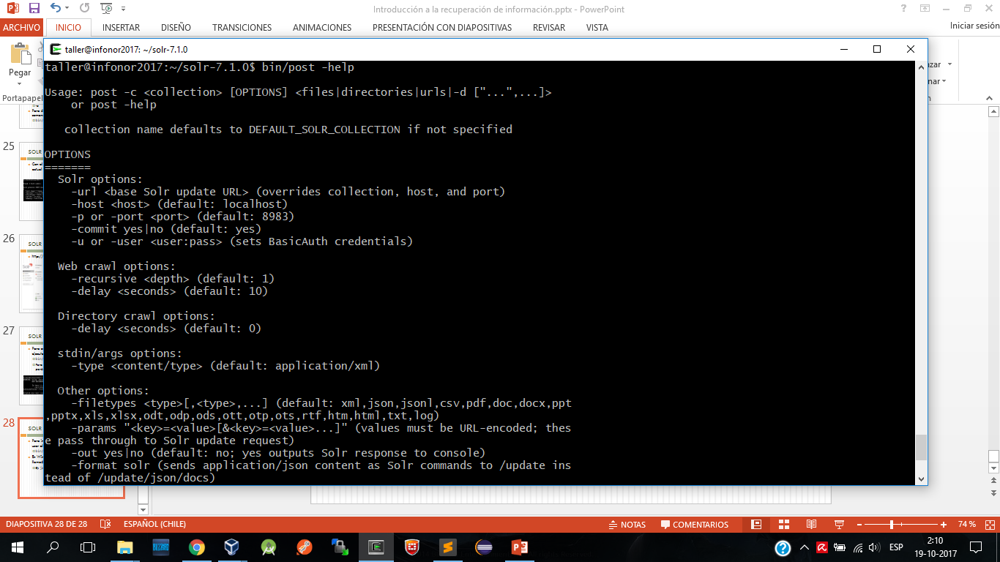 Introducción a la recuperación de información.pptx - PowerPoint
ARCHIVO INICIO INSERTAR DISEÑO TRANSICIONES ANIMACIONES PRESENTACIÓN CON DIAPOSITIVAS REVISAR VISTA
Iniciar sesión
Pegar
Portapapel
taller@infonor2017: ~/solr-7.1.0
taller@infonor2017:~/solr-7.1.0$ bin/post -help
Usage: post -c <collection> [OPTIONS] <files|directories|urls|-d ["...",...]>
or post -help
collection name defaults to DEFAULT_SOLR_COLLECTION if not specified
OPTIONS
=======
Solr options:
-url <base Solr update URL> (overrides collection, host, and port)
-host <host> (default: localhost)
-p or -port <port> (default: 8983)
-commit yes|no (default: yes)
-u or -user <user:pass> (sets BasicAuth credentials)
Web crawl options:
-recursive <depth> (default: 1)
-delay <seconds> (default: 10)
Directory crawl options:
-delay <seconds> (default: 0)
stdin/args options:
-type <content/type> (default: application/xml)
Other options:
-filetypes <type>[,<type>,...] (default: xml,json,jsonl,csv,pdf,doc,docx,ppt
,pptx,xls,xlsx,odt,odp,ods,ott,otp,ots,rtf,htm,html,txt,log)
-params "<key>=<value>[&<key>=<value>...]" (values must be URL-encoded; thes
e pass through to Solr update request)
-out yes|no (default: no; yes outputs Solr response to console)
-format solr (sends application/json content as Solr commands to /update ins
tead of /update/json/docs)
25
SOLR
26
SOLR
27
SOLR
28
SOLR
DIAPOSITIVA 28 DE 28 ESPAÑOL (CHILE) NOTAS COMENTARIOS 74 %
ESP
2:10
19-10-2017